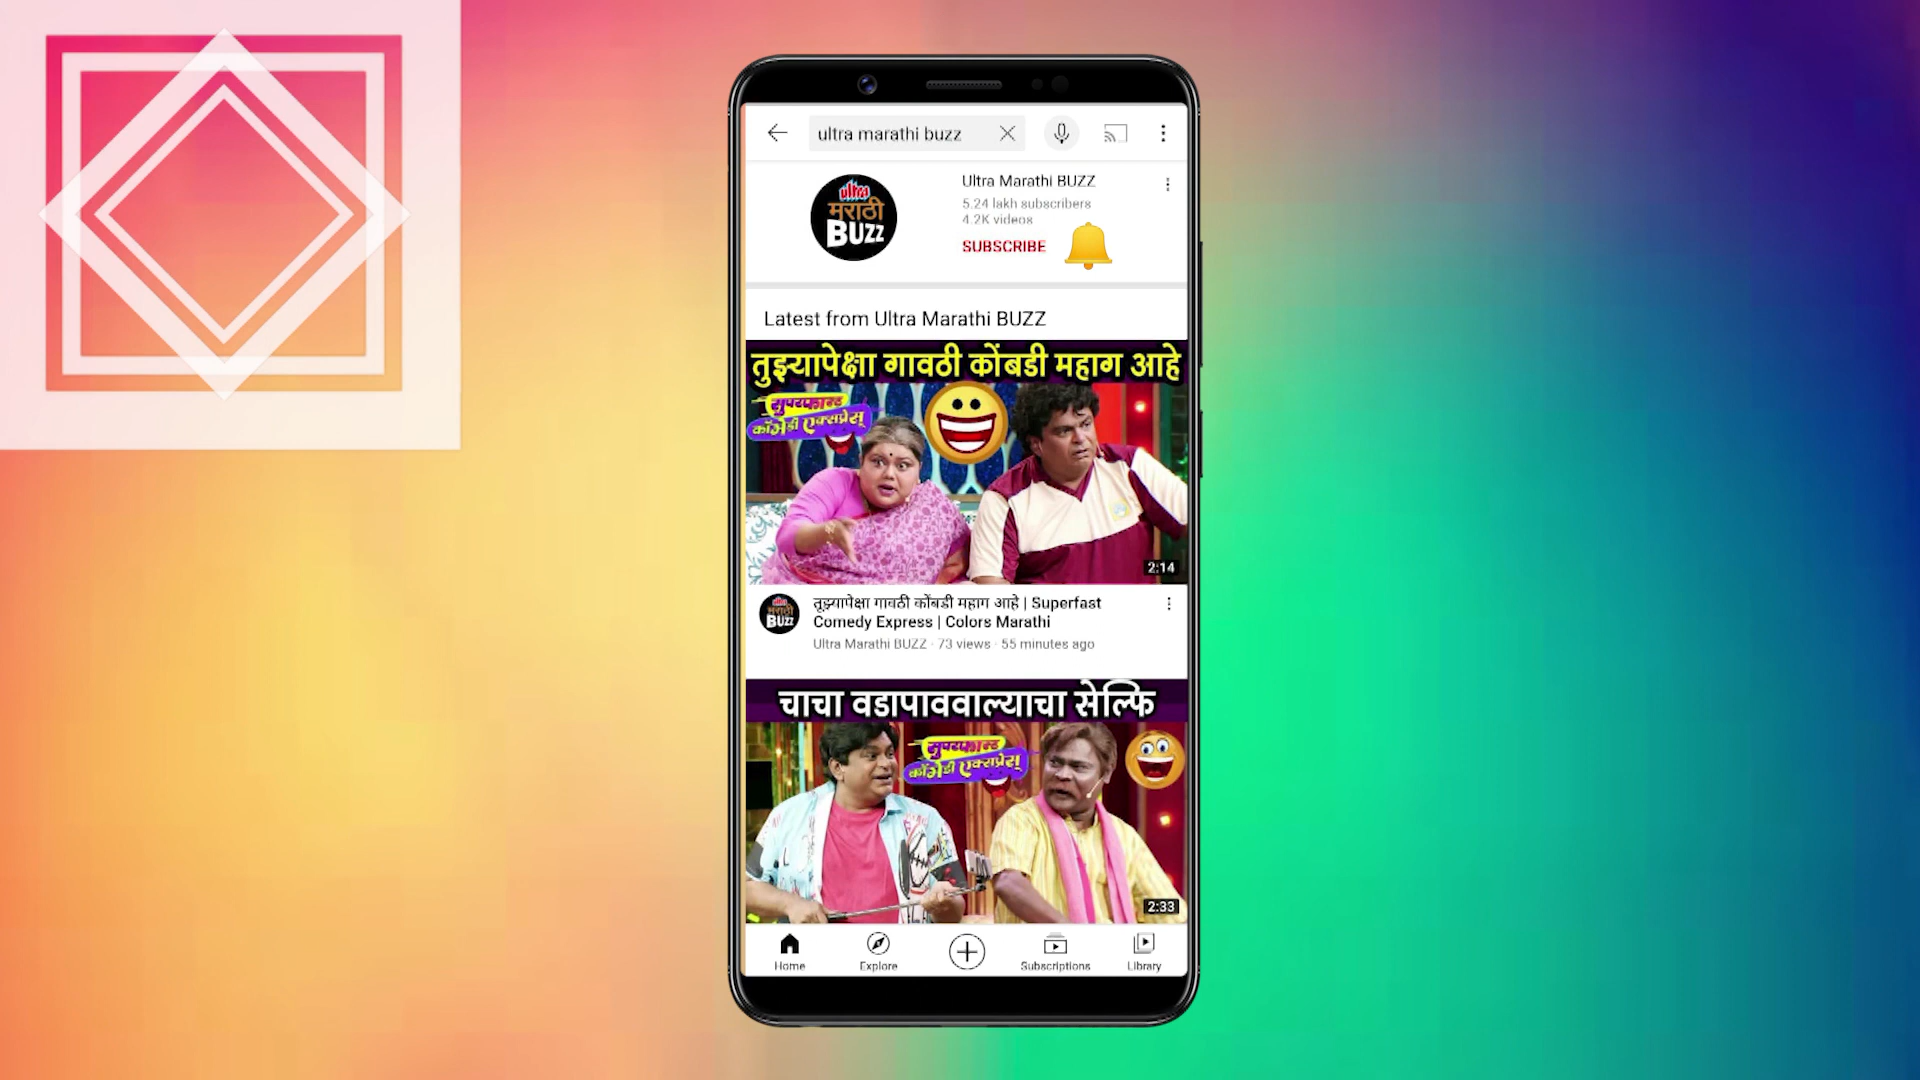 ultra marathi buzz
ultra
मराठी
BUZZ
Ultra Marathi BUZZ
5.24 lakh subscribers
4.2K videos
SUBSCRIBE
Latest from Ultra Marathi BUZZ
तुझ्यापेक्षा गावठी कोंबडी महाग आहे
सुपरफास्ट
कॉमेडी एक्सप्रेस्
2:14
ultra
मराठी
BUZZ
तूझ्यापेक्षा गावठी कोंबडी महाग आहे | Superfast
Comedy Express | Colors Marathi
Ultra Marathi BUZZ · 73 views · 55 minutes ago
चाचा वडापाववाल्याचा सेल्फि
सुपरफास्ट
कॉमेडी एक्सप्रेस्
2:33
Home
Explore
Subscriptions
Library